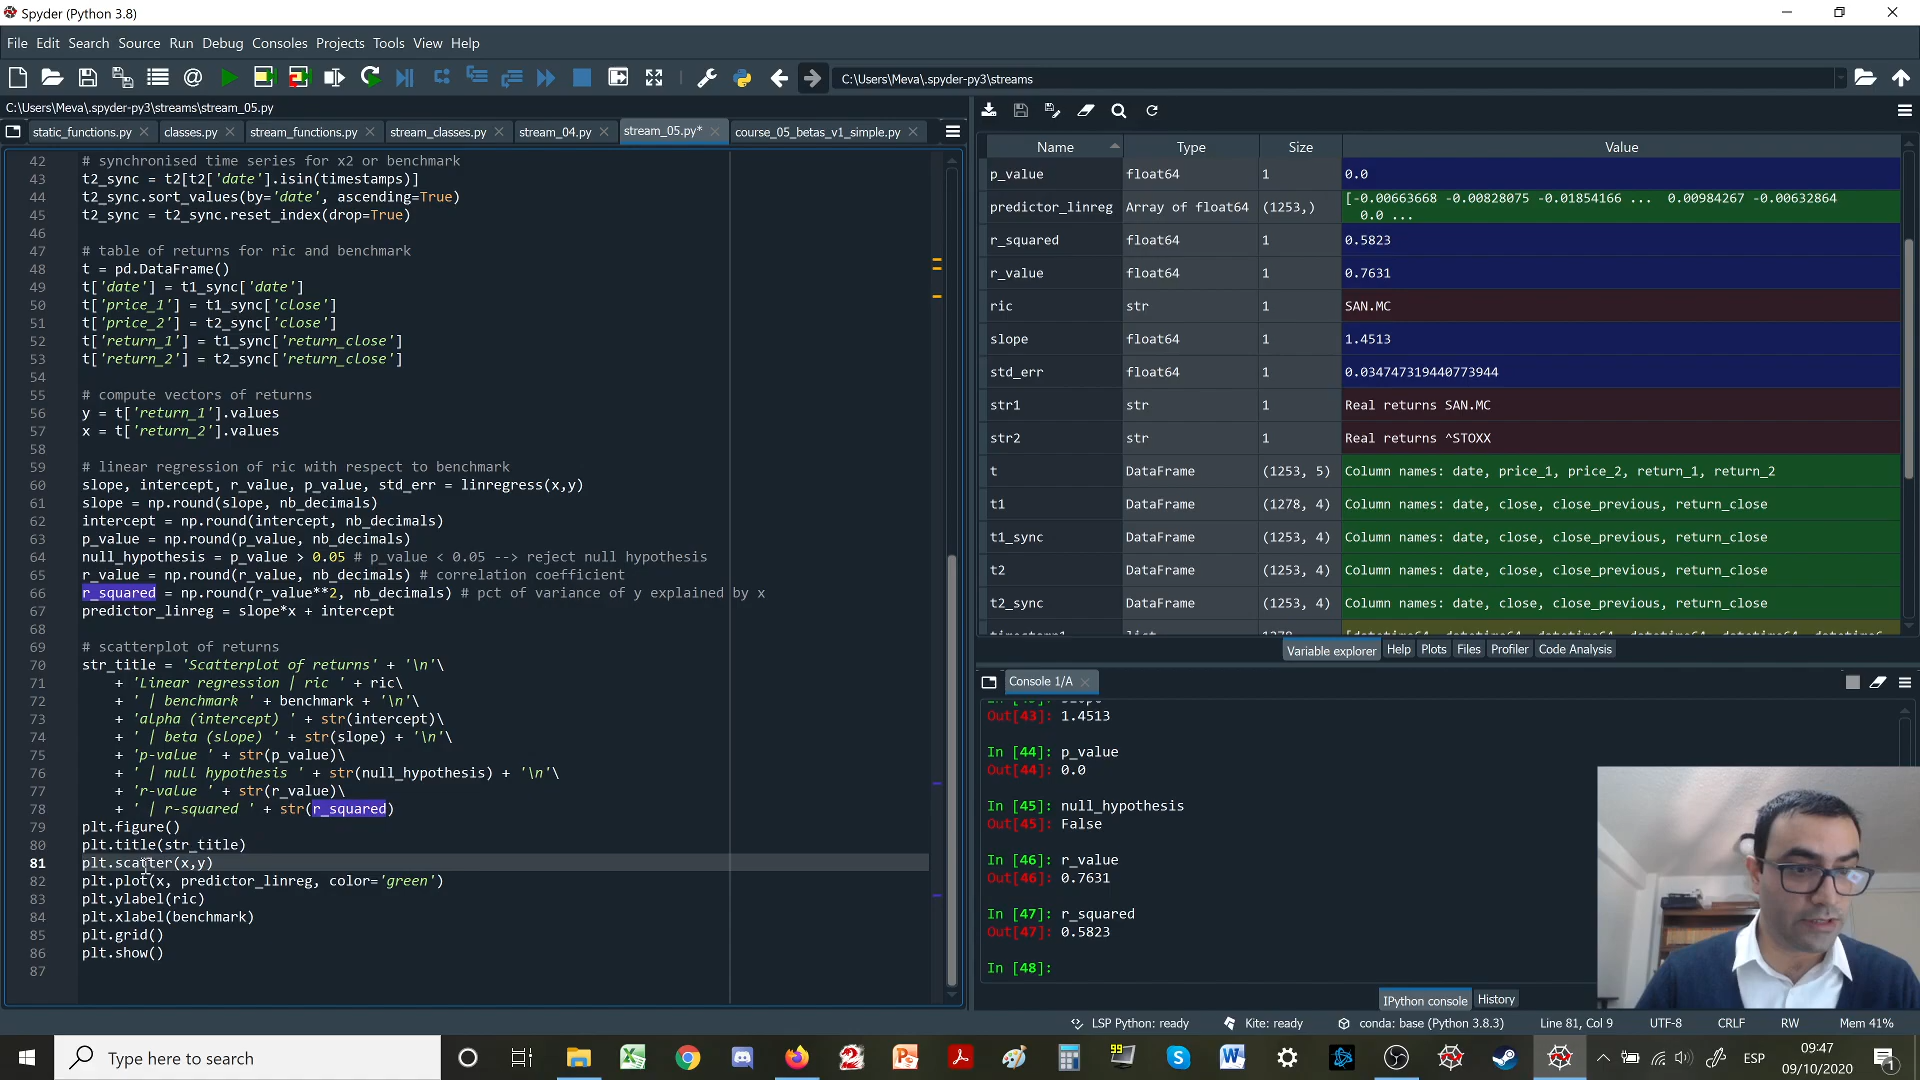 Spyder (Python 3.8)
File Edit Search Source Run Debug Consoles Projects Tools View Help
C:\Users\Meva\.spyder-py3\streams
C:\Users\Meva\.spyder-py3\streams\stream_05.py
static_functions.py classes.py stream_functions.py stream_classes.py stream_04.py stream_05.py* course_05_betas_v1_simple.py
42 # synchronised time series for x2 or benchmark
43 t2_sync = t2[t2['date'].isin(timestamps)]
44 t2_sync.sort_values(by='date', ascending=True)
45 t2_sync = t2_sync.reset_index(drop=True)
46
47 # table of returns for ric and benchmark
48 t = pd.DataFrame()
49 t['date'] = t1_sync['date']
50 t['price_1'] = t1_sync['close']
51 t['price_2'] = t2_sync['close']
52 t['return_1'] = t1_sync['return_close']
53 t['return_2'] = t2_sync['return_close']
54
55 # compute vectors of returns
56 y = t['return_1'].values
57 x = t['return_2'].values
58
59 # linear regression of ric with respect to benchmark
60 slope, intercept, r_value, p_value, std_err = linregress(x,y)
61 slope = np.round(slope, nb_decimals)
62 intercept = np.round(intercept, nb_decimals)
63 p_value = np.round(p_value, nb_decimals)
64 null_hypothesis = p_value > 0.05 # p_value < 0.05 --> reject null hypothesis
65 r_value = np.round(r_value, nb_decimals) # correlation coefficient
66 r_squared = np.round(r_value**2, nb_decimals) # pct of variance of y explained by x
67 predictor_linreg = slope*x + intercept
68
69 # scatterplot of returns
70 str_title = 'Scatterplot of returns' + '\n'\
71 + 'Linear regression | ric ' + ric\
72 + ' | benchmark ' + benchmark + '\n'\
73 + 'alpha (intercept) ' + str(intercept)\
74 + ' | beta (slope) ' + str(slope) + '\n'\
75 + 'p-value ' + str(p_value)\
76 + ' | null hypothesis ' + str(null_hypothesis) + '\n'\
77 + 'r-value ' + str(r_value)\
78 + ' | r-squared ' + str(r_squared)
79 plt.figure()
80 plt.title(str_title)
81 plt.scatter(x,y)
82 plt.plot(x, predictor_linreg, color='green')
83 plt.ylabel(ric)
84 plt.xlabel(benchmark)
85 plt.grid()
86 plt.show()
87
Name Type Size Value
p_value float64 1 0.0
predictor_linreg Array of float64 (1253,) [-0.00663668 -0.00828075 -0.01854166 ... 0.00984267 -0.00632864
0.0 ...
r_squared float64 1 0.5823
r_value float64 1 0.7631
ric str 1 SAN.MC
slope float64 1 1.4513
std_err float64 1 0.034747319440773944
str1 str 1 Real returns SAN.MC
str2 str 1 Real returns ^STOXX
t DataFrame (1253, 5) Column names: date, price_1, price_2, return_1, return_2
t1 DataFrame (1278, 4) Column names: date, close, close_previous, return_close
t1_sync DataFrame (1253, 4) Column names: date, close, close_previous, return_close
t2 DataFrame (1253, 4) Column names: date, close, close_previous, return_close
t2_sync DataFrame (1253, 4) Column names: date, close, close_previous, return_close
Variable explorer Help Plots Files Profiler Code Analysis
Console 1/A
Out[43]: 1.4513
In [44]: p_value
Out[44]: 0.0
In [45]: null_hypothesis
Out[45]: False
In [46]: r_value
Out[46]: 0.7631
In [47]: r_squared
Out[47]: 0.5823
In [48]:
IPython console History
LSP Python: ready Kite: ready conda: base (Python 3.8.3) Line 81, Col 9 UTF-8 CRLF RW Mem 41%
Type here to search
99
ESP
09:47
09/10/2020
1